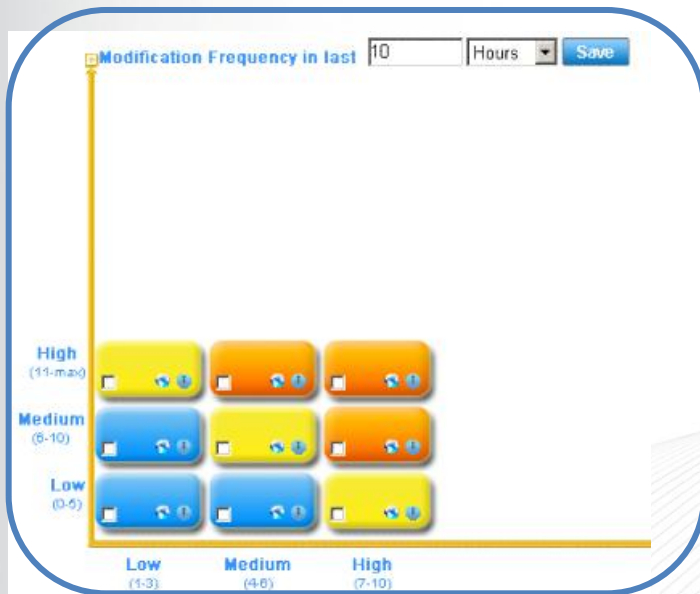 Modification Frequency in last 10 Hours Save
High
(11-max)
Medium
(6-10)
Low
(0-5)
Low Medium High
(1-3) (4-6) (7-10)